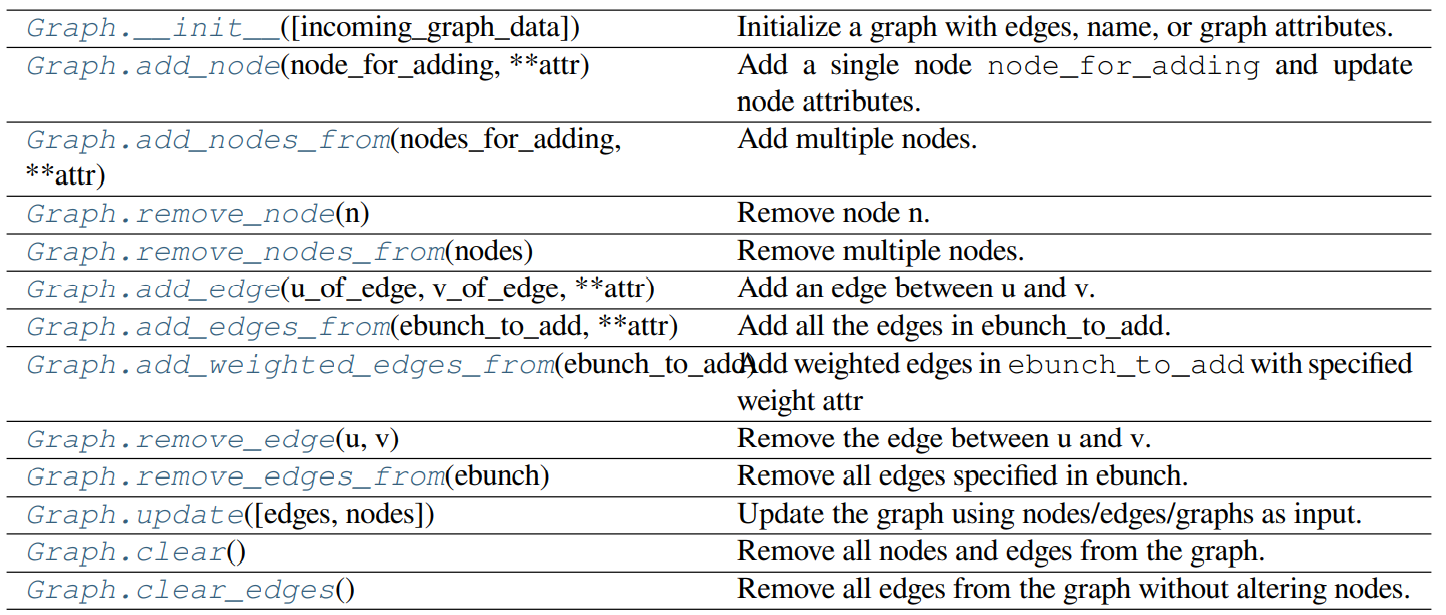 Graph.__init__([incoming_graph_data]) Initialize a graph with edges, name, or graph attributes.
Graph.add_node(node_for_adding, **attr) Add a single node node_for_adding and update
node attributes.
Graph.add_nodes_from(nodes_for_adding, Add multiple nodes.
**attr)
Graph.remove_node(n) Remove node n.
Graph.remove_nodes_from(nodes) Remove multiple nodes.
Graph.add_edge(u_of_edge, v_of_edge, **attr) Add an edge between u and v.
Graph.add_edges_from(ebunch_to_add, **attr) Add all the edges in ebunch_to_add.
Graph.add_weighted_edges_from(ebunch_to_add) Add weighted edges in ebunch_to_add with specified
weight attr
Graph.remove_edge(u, v) Remove the edge between u and v.
Graph.remove_edges_from(ebunch) Remove all edges specified in ebunch.
Graph.update([edges, nodes]) Update the graph using nodes/edges/graphs as input.
Graph.clear() Remove all nodes and edges from the graph.
Graph.clear_edges() Remove all edges from the graph without altering nodes.